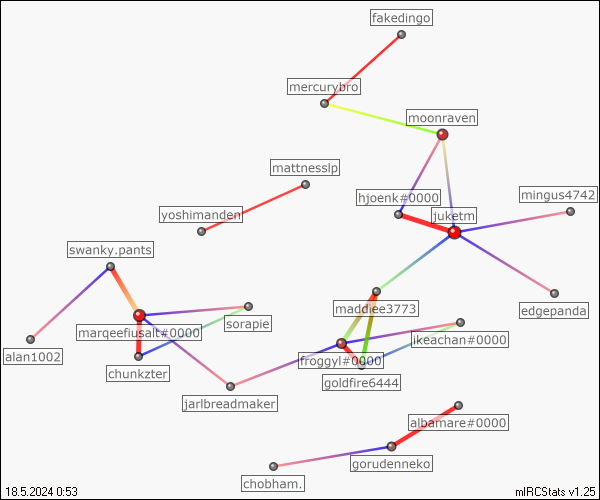 fakedingo
mercurybro
moonraven
mattnesslp
hjoenk#0000
mingus4742
yoshimanden
juketm
swanky.pants
maddiee3773
edgepanda
sorapie
marqeefiusalt#0000
ikeachan#0000
alan1002
froggyl#0000
chunkzter
goldfire6444
jarlbreadmaker
albamare#0000
gorudenneko
chobham.
18.5.2024 0:53
mIRCStats v1.25